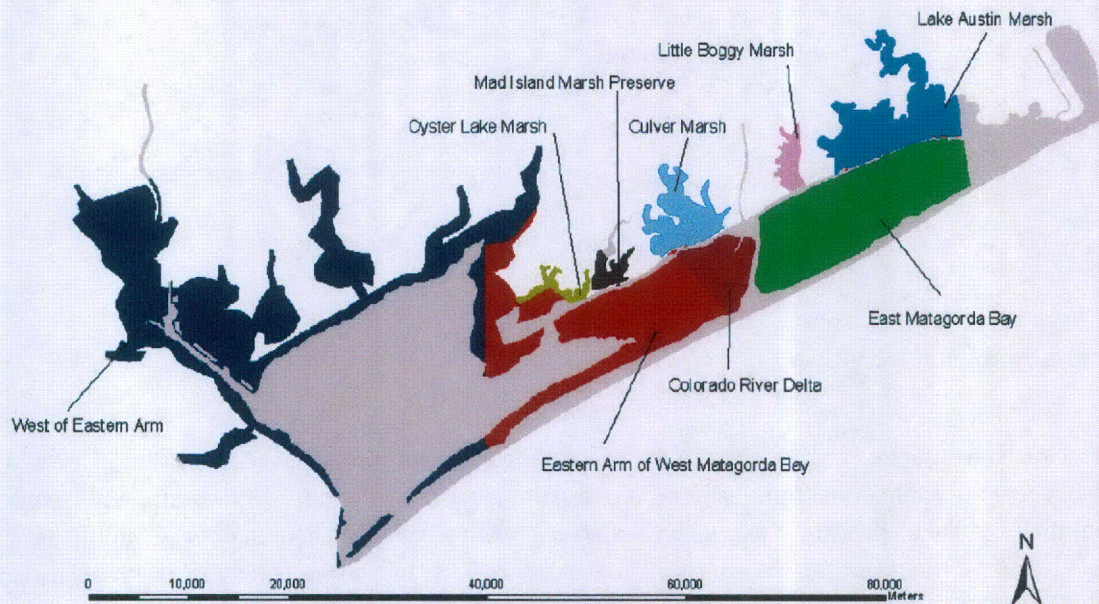 Lake Austin Marsh
Little Boggy Marsh
Mad Island Marsh Preserve
Oyster Lake Marsh
Culver Marsh
East Matagorda Bay
Colorado River Delta
West of Eastern Arm
Eastern Arm of West Matagorda Bay
N
0 10,000 20,000 40,000 60,000 80,000
Meters